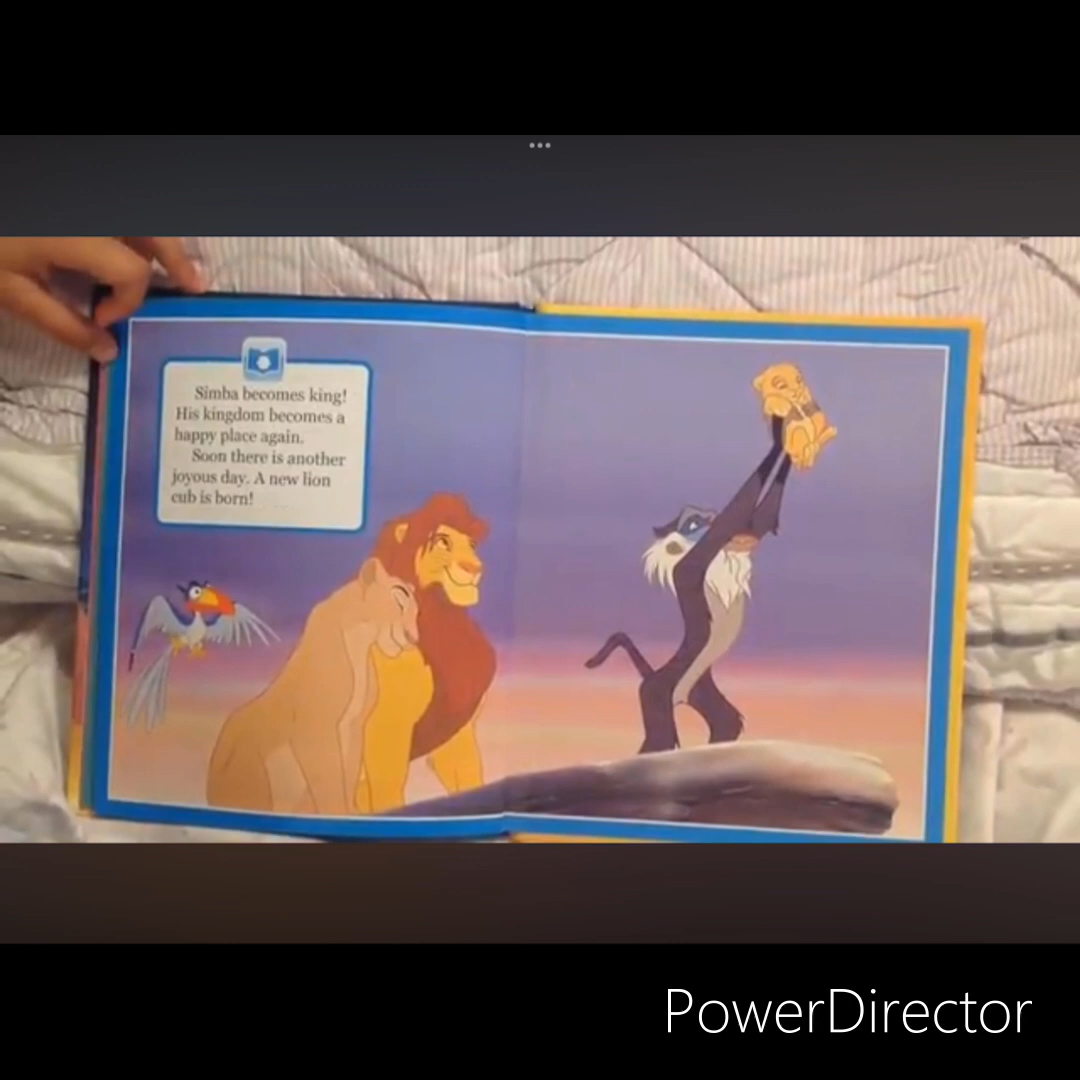 Simba becomes king!
His kingdom becomes a
happy place again.
Soon there is another
joyous day. A new lion
cub is born!
PowerDirector